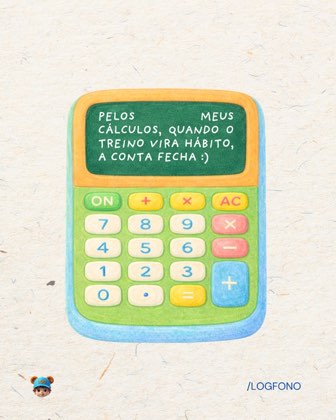 PELOS MEUS
CÁLCULOS, QUANDO O
TREINO VIRA HÁBITO,
A CONTA FECHA :)
ON + × AC
7 8 9 ×
4 5 6 −
1 2 3 +
0 . =
/LOGFONO